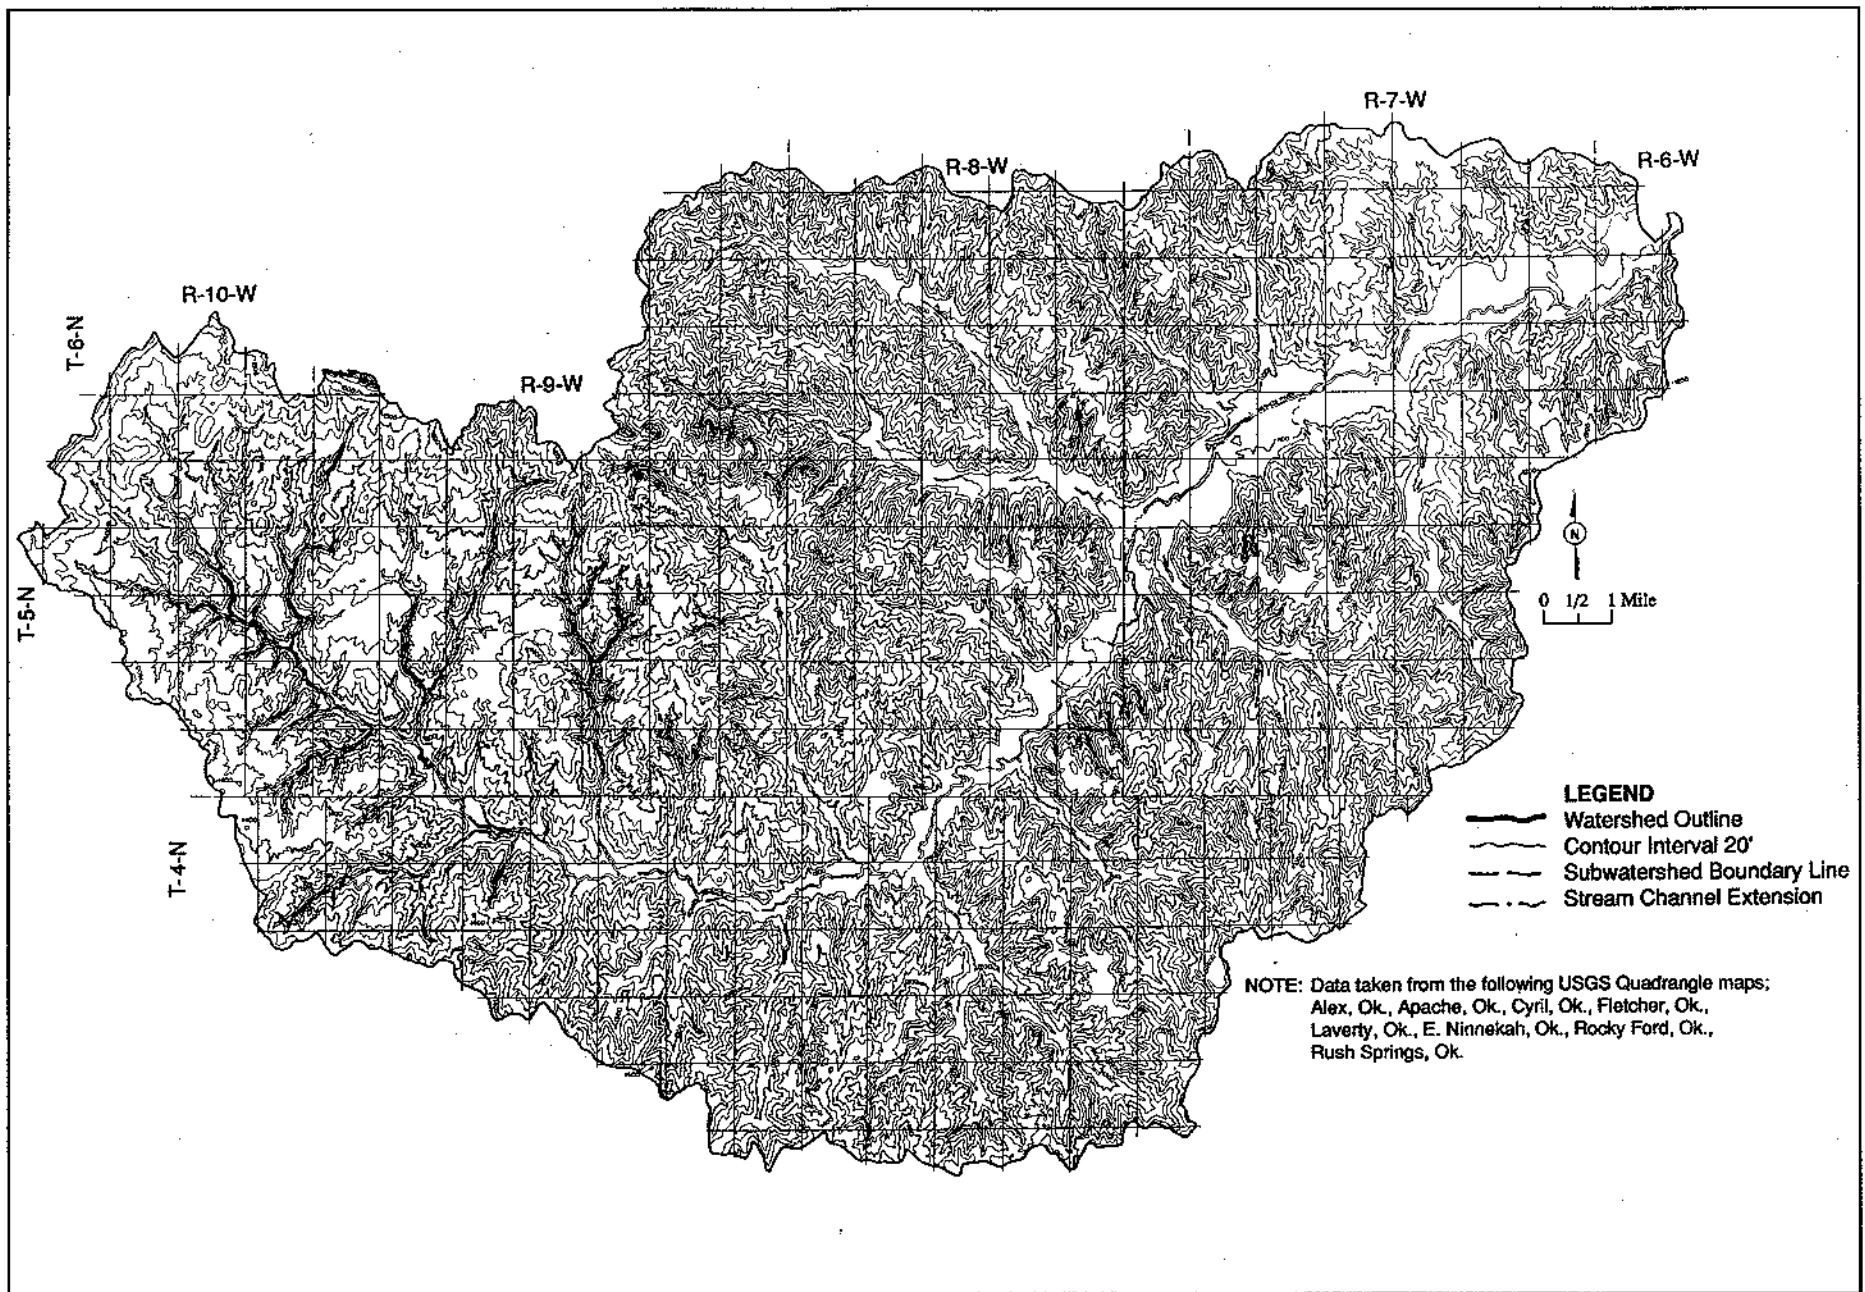 R-7-W
R-8-W
R-6-W
R-10-W
T-6-N
R-9-W
N
T-5-N
0 1/2 1 Mile
LEGEND
Watershed Outline
Contour Interval 20'
Subwatershed Boundary Line
Stream Channel Extension
T-4-N
NOTE: Data taken from the following USGS Quadrangle maps;
Alex, Ok., Apache, Ok., Cyril, Ok., Fletcher, Ok.,
Laverty, Ok., E. Ninnekah, Ok., Rocky Ford, Ok.,
Rush Springs, Ok.